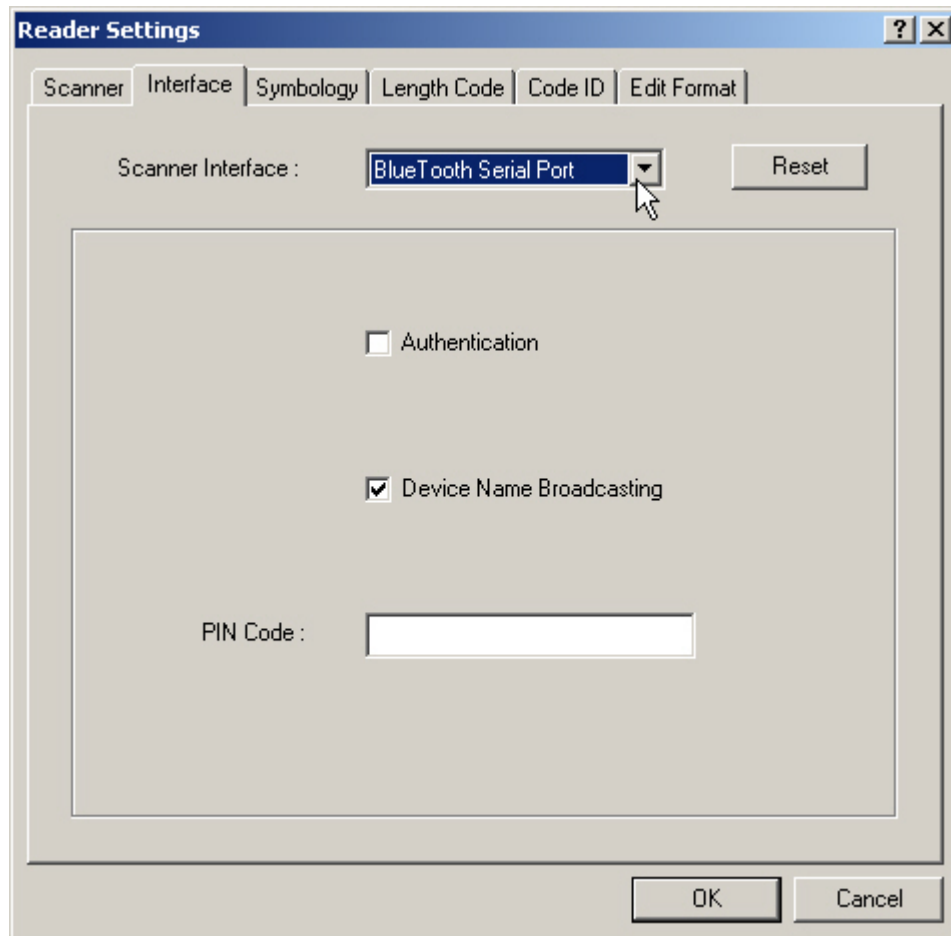 Reader Settings
Scanner Interface Symbology Length Code Code ID Edit Format
Scanner Interface : BlueTooth Serial Port Reset
Authentication
Device Name Broadcasting
PIN Code :
OK Cancel